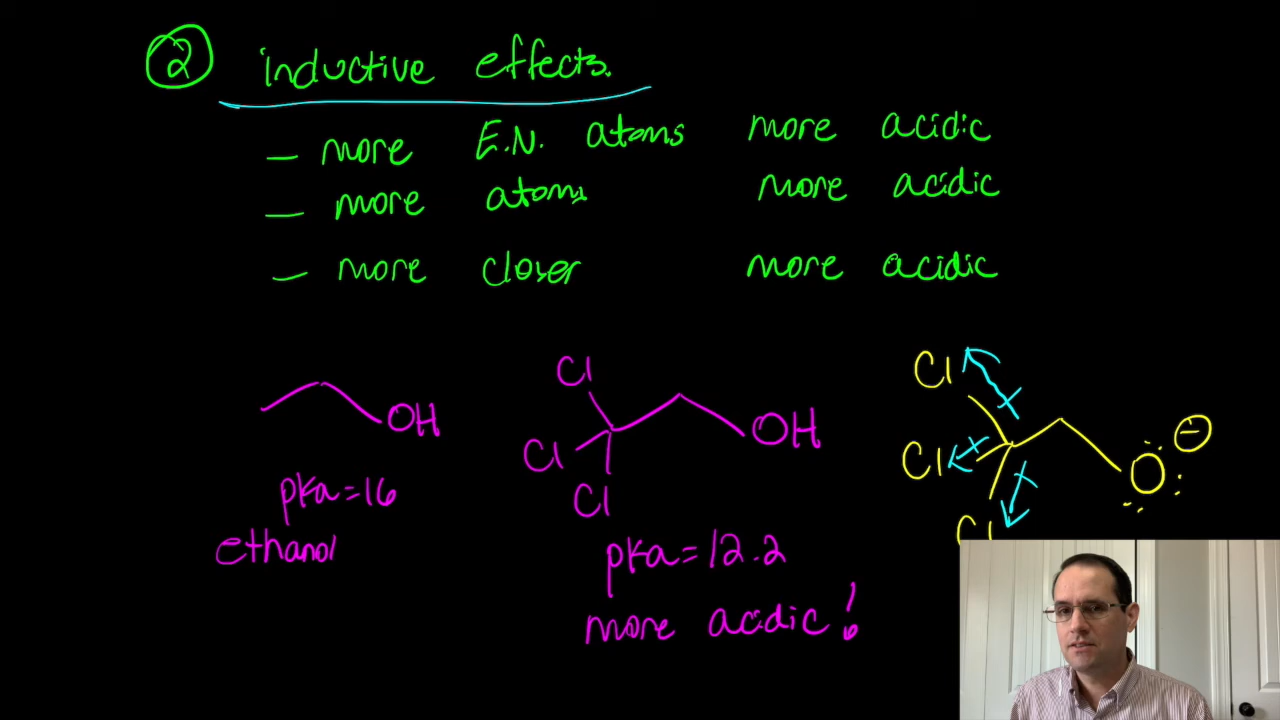 2 inductive effects.
– more E.N. atoms more acidic
– more atoms more acidic
– more closer more acidic
OH
pka=16
ethanol
Cl
Cl
Cl
OH
pka=12.2
more acidic!
Cl
Cl
Cl
O